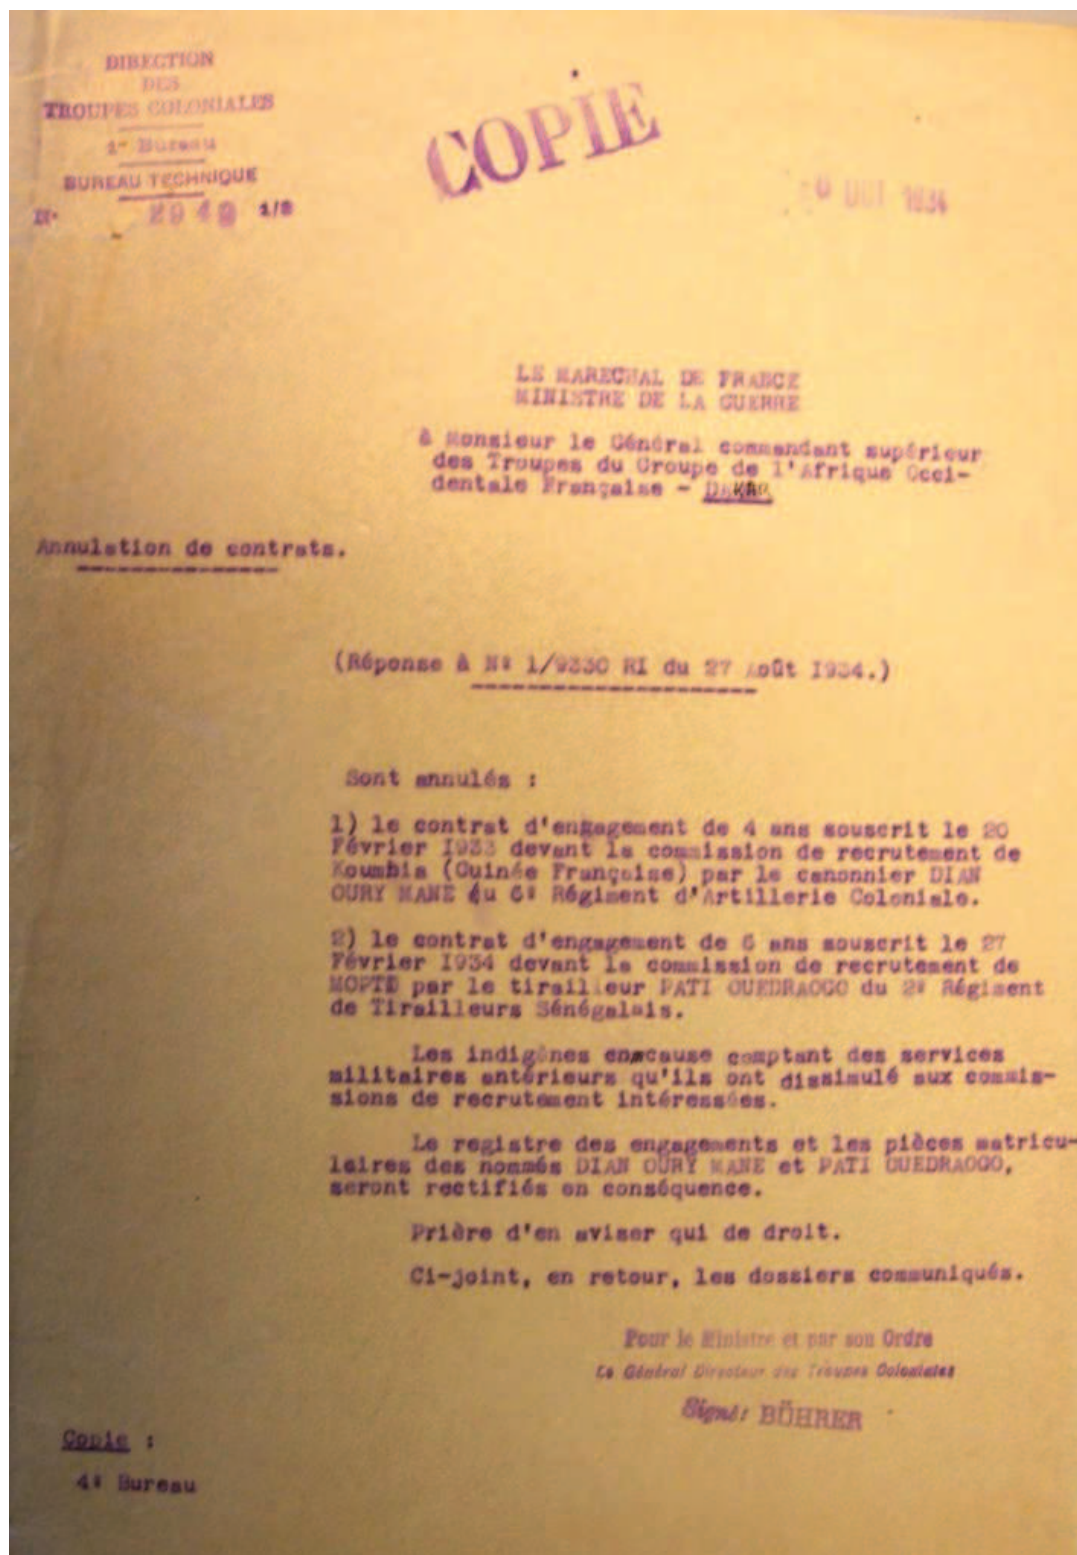 DIRECTION
DES
TROUPES COLONIALES
1er Bureau
BUREAU TECHNIQUE
N° 2949 1/8
COPIE
OCT 1934
LE MARECHAL DE FRANCE
MINISTRE DE LA GUERRE
à Monsieur le Général commandant supérieur
des Troupes du Groupe de l'Afrique Occi-
dentale Française - DAKAR
Annulation de contrats.
(Réponse à N° 1/9330 RI du 27 Août 1934.)
Sont annulés :
1) le contrat d'engagement de 4 ans souscrit le 20
Février 1933 devant la commission de recrutement de
Koumbia (Guinée Française) par le canonnier DIAN
OURY MANE du 6° Régiment d'Artillerie Coloniale.
2) le contrat d'engagement de ans souscrit le 27
Février 1934 devant la commission de recrutement de
MOPTI par le tirailleur PATI OUEDRAOGO du 2° Régiment
de Tirailleurs Sénégalais.
Les indigènes en cause comptant des services
militaires antérieurs qu'ils ont dissimulé aux commis-
sions de recrutement intéressées.
Le registre des engagements et les pièces matricu-
laires des nommés DIAN OURY MANE et PATI OUEDRAOGO,
seront rectifiés en conséquence.
Prière d'en aviser qui de droit.
Ci-joint, en retour, les dossiers communiqués.
Pour le Ministre et par son Ordre
Le Général Directeur des Troupes Coloniales
Signé: BÜHRER
Copie :
4° Bureau